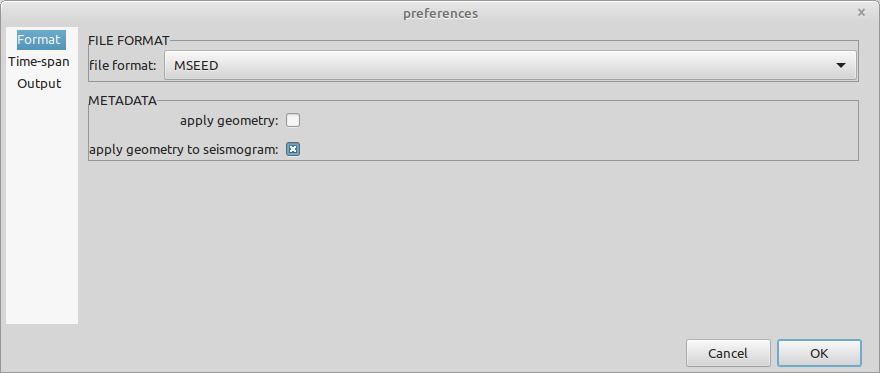 preferences
Format
Time-span
Output
FILE FORMAT
file format: MSEED
METADATA
apply geometry:
apply geometry to seismogram:
Cancel OK